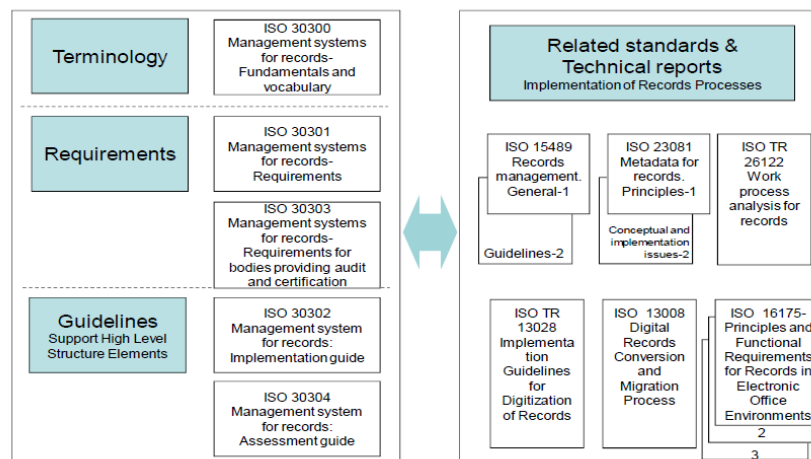 Terminology
ISO 30300
Management systems
for records-
Fundamentals and
vocabulary
Requirements
ISO 30301
Management systems
for records-
Requirements
ISO 30303
Management systems
for records-
Requirements for
bodies providing audit
and certification
Guidelines
Support High Level
Structure Elements
ISO 30302
Management system
for records:
Implementation guide
ISO 30304
Management system
for records:
Assessment guide
Related standards &
Technical reports
Implementation of Records Processes
ISO 15489
Records
management.
General-1
Guidelines-2
ISO 23081
Metadata for
records.
Principles-1
Conceptual and
implementation
issues-2
ISO TR
26122
Work
process
analysis for
records
ISO TR
13028
Implementa
tion
Guidelines
for
Digitization
of Records
ISO 13008
Digital
Records
Conversion
and
Migration
Process
ISO 16175-
Principles and
Functional
Requirements
for Records in
Electronic
Office
Environments
2
3